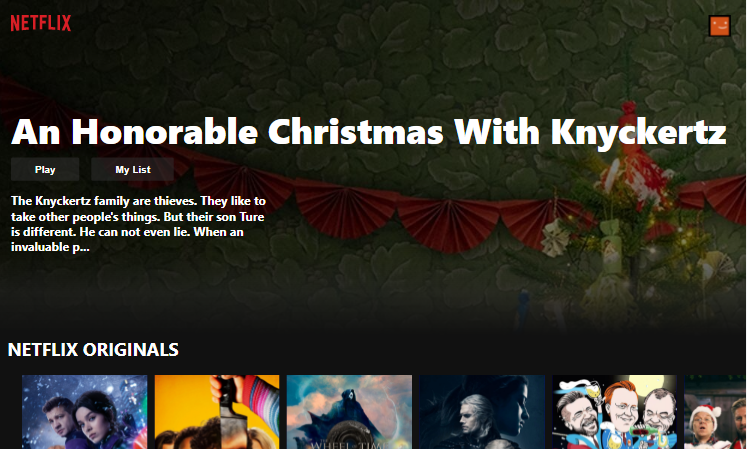 NETFLIX
An Honorable Christmas With Knyckertz
Play
My List
The Knyckertz family are thieves. They like to
take other people's things. But their son Ture
is different. He can not even lie. When an
invaluable p...
NETFLIX ORIGINALS
WHEEL OF TIME